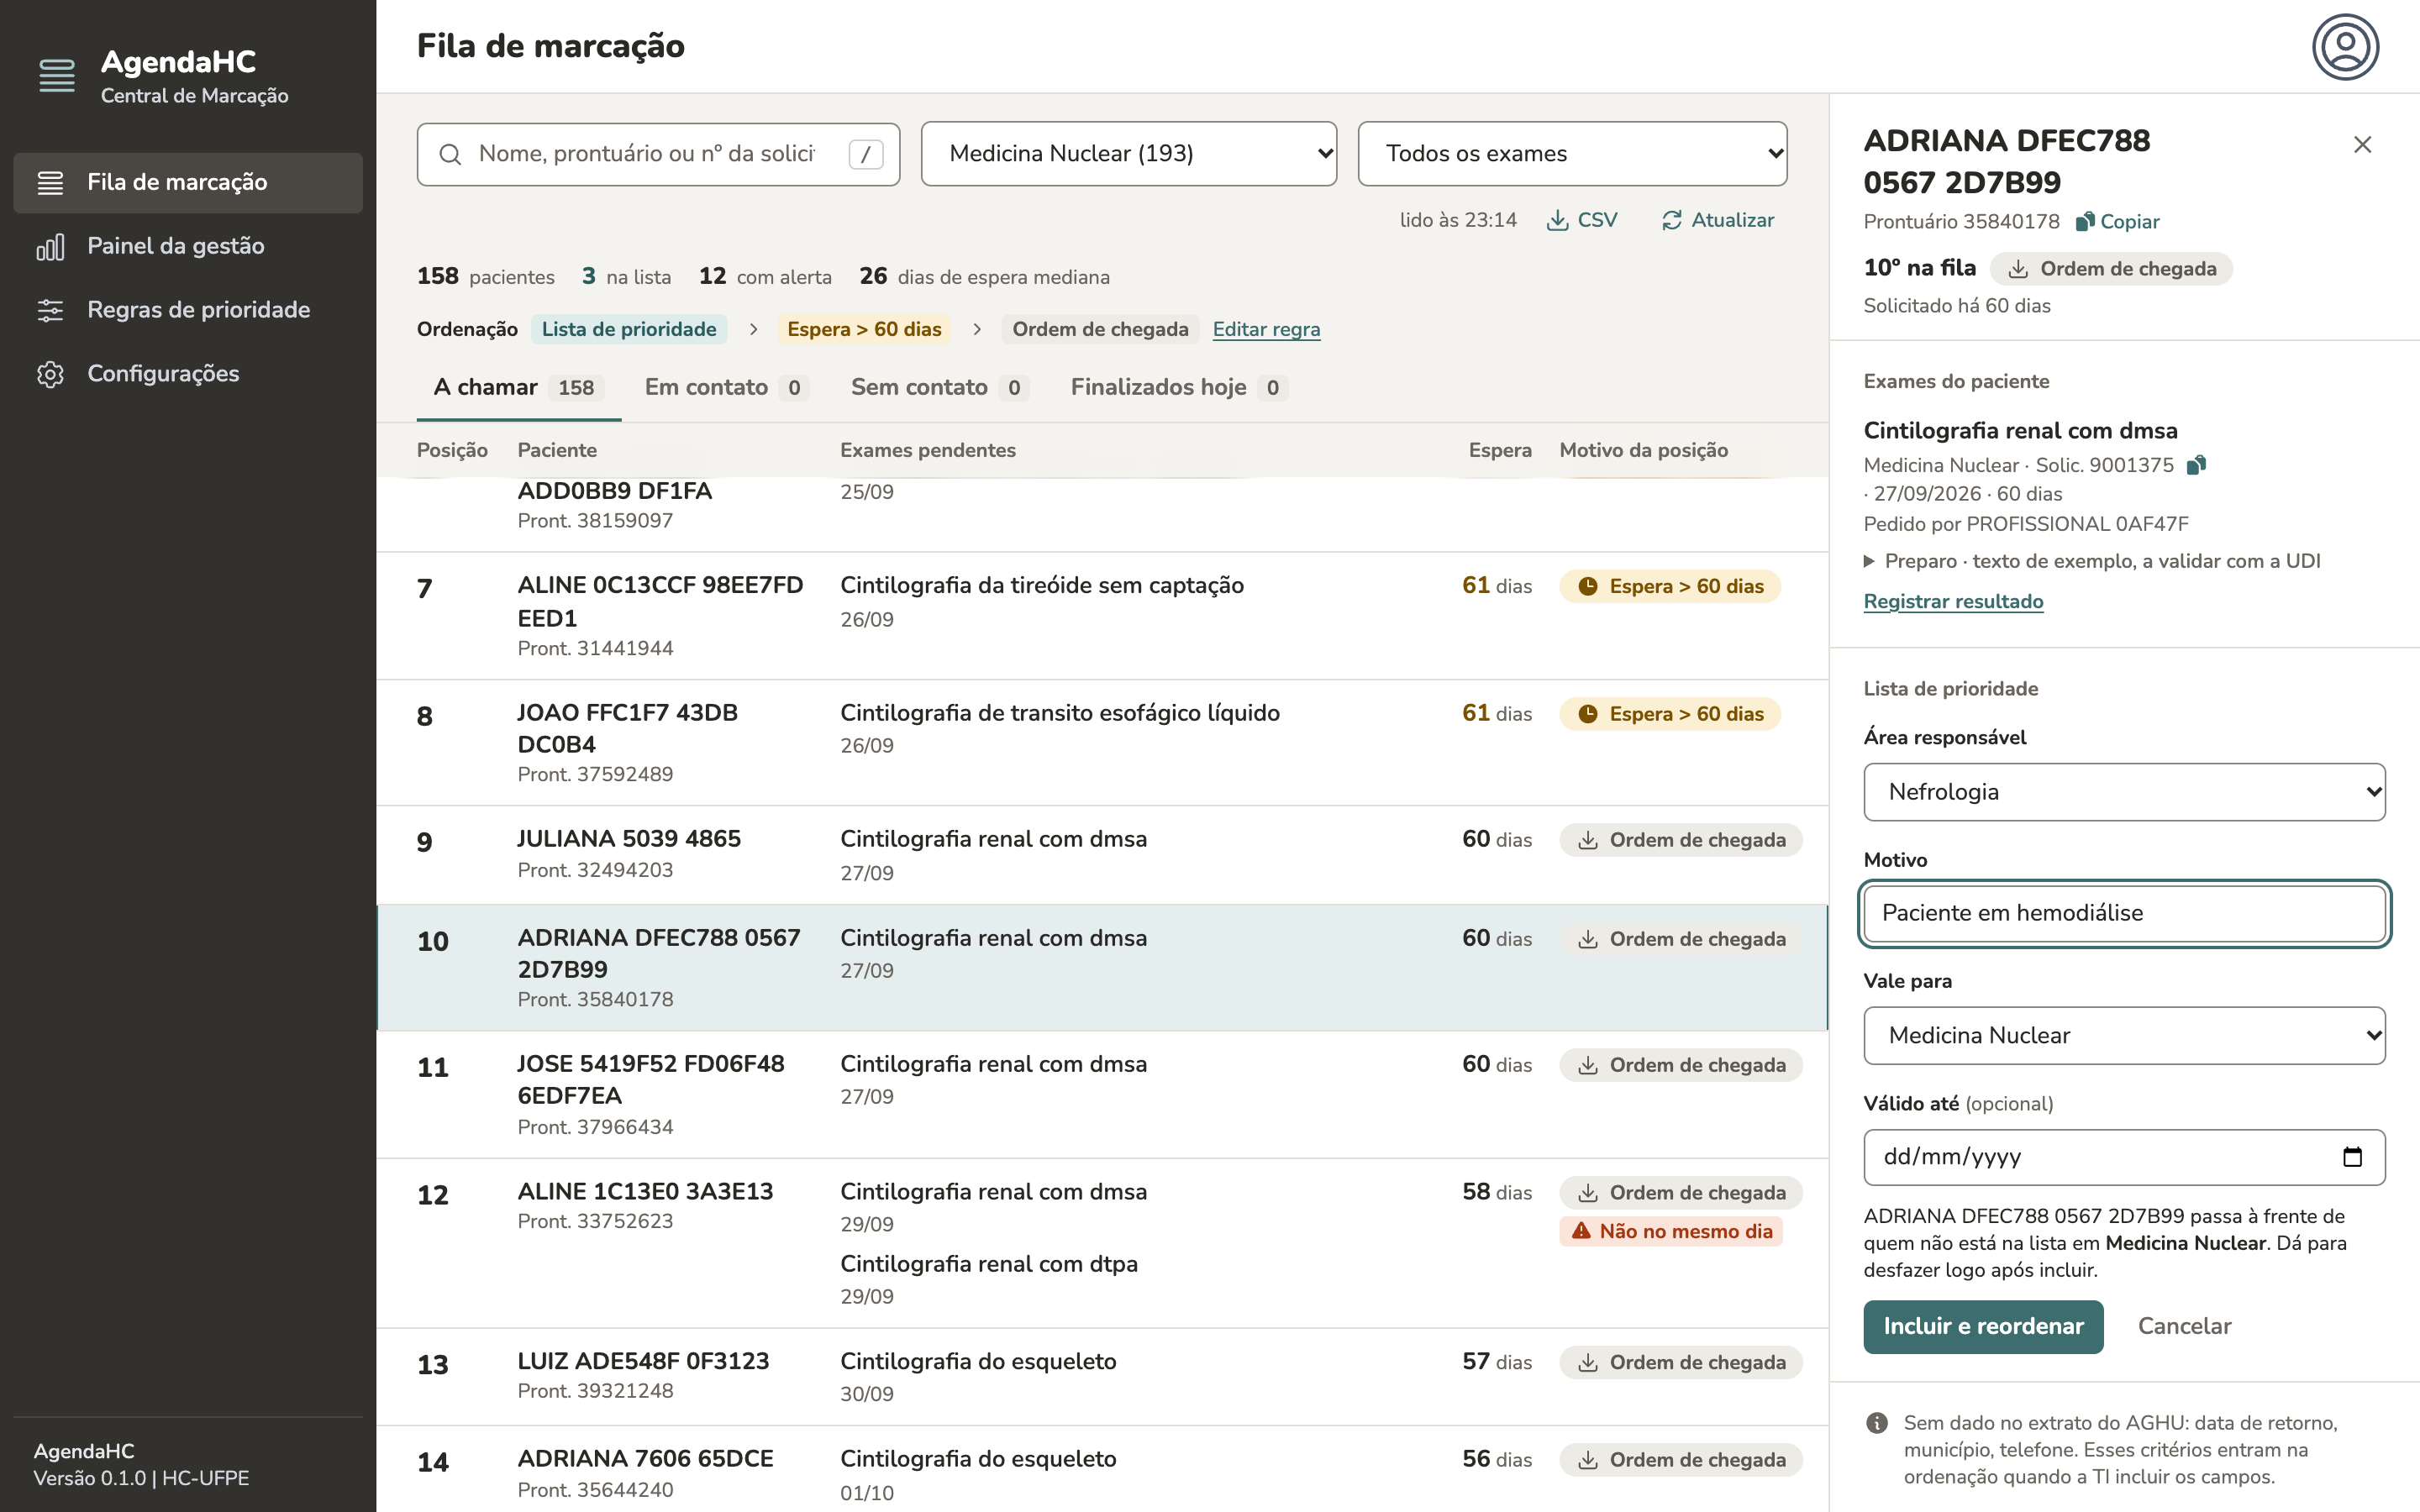 AgendaHC
Central de Marcação
Fila de marcação
Painel da gestão
Regras de prioridade
Configurações
AgendaHC
Versão 0.1.0 | HC-UFPE
Fila de marcação
Nome, prontuário ou nº da solici
/
Medicina Nuclear (193)
Todos os exames
lido às 23:14
CSV
Atualizar
158 pacientes 3 na lista 12 com alerta 26 dias de espera mediana
Ordenação Lista de prioridade > Espera > 60 dias > Ordem de chegada Editar regra
A chamar 158 Em contato 0 Sem contato 0 Finalizados hoje 0
Posição Paciente Exames pendentes Espera Motivo da posição
ADD0BB9 DF1FA 25/09
Pront. 38159097
7 ALINE 0C13CCF 98EE7FD Cintilografia da tireóide sem captação 61 dias Espera > 60 dias
EED1 26/09
Pront. 31441944
8 JOAO FFC1F7 43DB Cintilografia de transito esofágico líquido 61 dias Espera > 60 dias
DC0B4 26/09
Pront. 37592489
9 JULIANA 5039 4865 Cintilografia renal com dmsa 60 dias Ordem de chegada
Pront. 32494203 27/09
10 ADRIANA DFEC788 0567 Cintilografia renal com dmsa 60 dias Ordem de chegada
2D7B99 27/09
Pront. 35840178
11 JOSE 5419F52 FD06F48 Cintilografia renal com dmsa 60 dias Ordem de chegada
6EDF7EA 27/09
Pront. 37966434
12 ALINE 1C13E0 3A3E13 Cintilografia renal com dmsa 58 dias Ordem de chegada
Pront. 33752623 29/09 Não no mesmo dia
Cintilografia renal com dtpa
29/09
13 LUIZ ADE548F 0F3123 Cintilografia do esqueleto 57 dias Ordem de chegada
Pront. 39321248 30/09
14 ADRIANA 7606 65DCE Cintilografia do esqueleto 56 dias Ordem de chegada
Pront. 35644240 01/10
ADRIANA DFEC788
0567 2D7B99
Prontuário 35840178 Copiar
10º na fila Ordem de chegada
Solicitado há 60 dias
Exames do paciente
Cintilografia renal com dmsa
Medicina Nuclear · Solic. 9001375
· 27/09/2026 · 60 dias
Pedido por PROFISSIONAL 0AF47F
Preparo · texto de exemplo, a validar com a UDI
Registrar resultado
Lista de prioridade
Área responsável
Nefrologia
Motivo
Paciente em hemodiálise
Vale para
Medicina Nuclear
Válido até (opcional)
dd/mm/yyyy
ADRIANA DFEC788 0567 2D7B99 passa à frente de
quem não está na lista em Medicina Nuclear. Dá para
desfazer logo após incluir.
Incluir e reordenar
Cancelar
Sem dado no extrato do AGHU: data de retorno,
município, telefone. Esses critérios entram na
ordenação quando a TI incluir os campos.